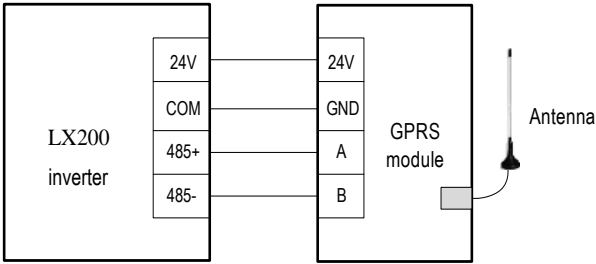 24V
COM
485+
485-
LX200
inverter
24V
GND
A
B
GPRS
module
Antenna